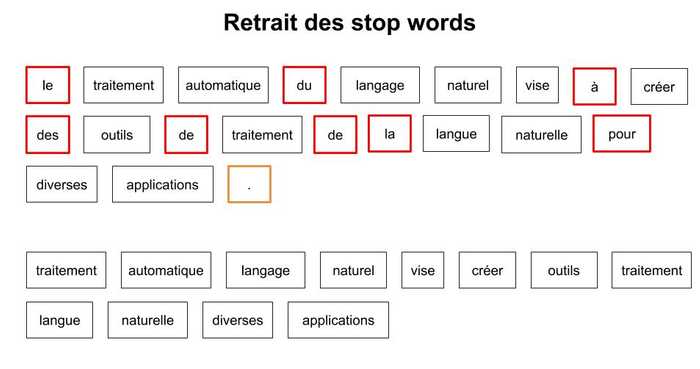 Retrait des stop words
le traitement automatique du langage naturel vise à créer
des outils de traitement de la langue naturelle pour
diverses applications .
traitement automatique langage naturel vise créer outils traitement
langue naturelle diverses applications